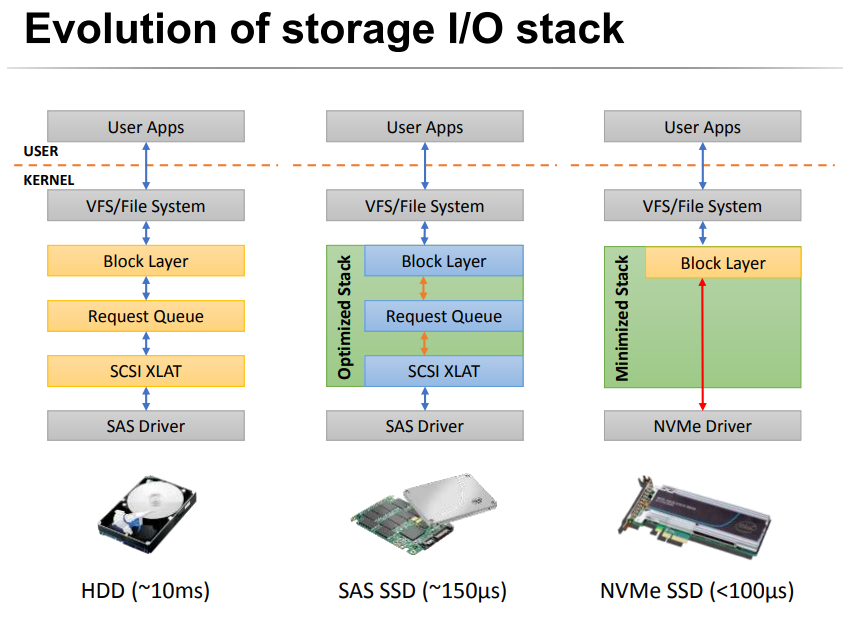 Evolution of storage I/O stack
User Apps
User Apps
User Apps
USER
KERNEL
VFS/File System
VFS/File System
VFS/File System
Block Layer
Request Queue
SCSI XLAT
Optimized Stack
Block Layer
Request Queue
SCSI XLAT
Minimized Stack
Block Layer
SAS Driver
SAS Driver
NVMe Driver
HDD (~10ms)
SAS SSD (~150µs)
NVMe SSD (<100µs)